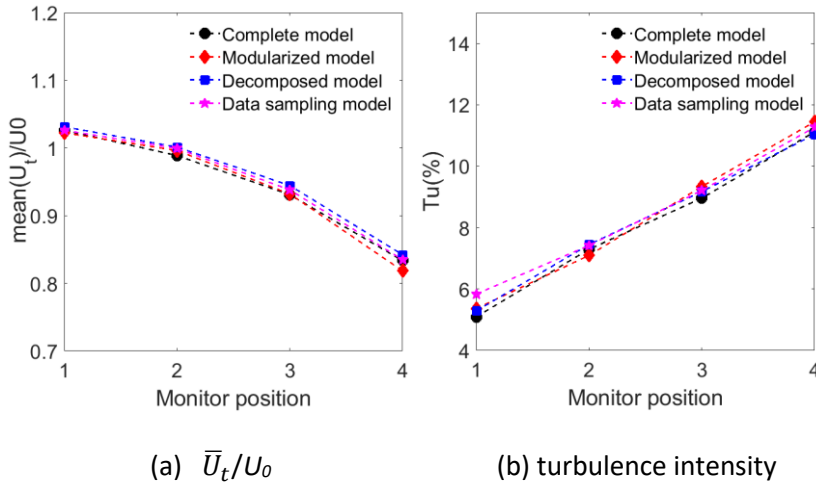 1.2
1.1
1
0.9
0.8
0.7
mean(U_t)/U0
1 2 3 4
Monitor position
Complete model
Modularized model
Decomposed model
Data sampling model
(a) U̅_t/U_0
15
14
12
10
8
6
4
Tu(%)
1 2 3 4
Monitor position
Complete model
Modularized model
Decomposed model
Data sampling model
(b) turbulence intensity